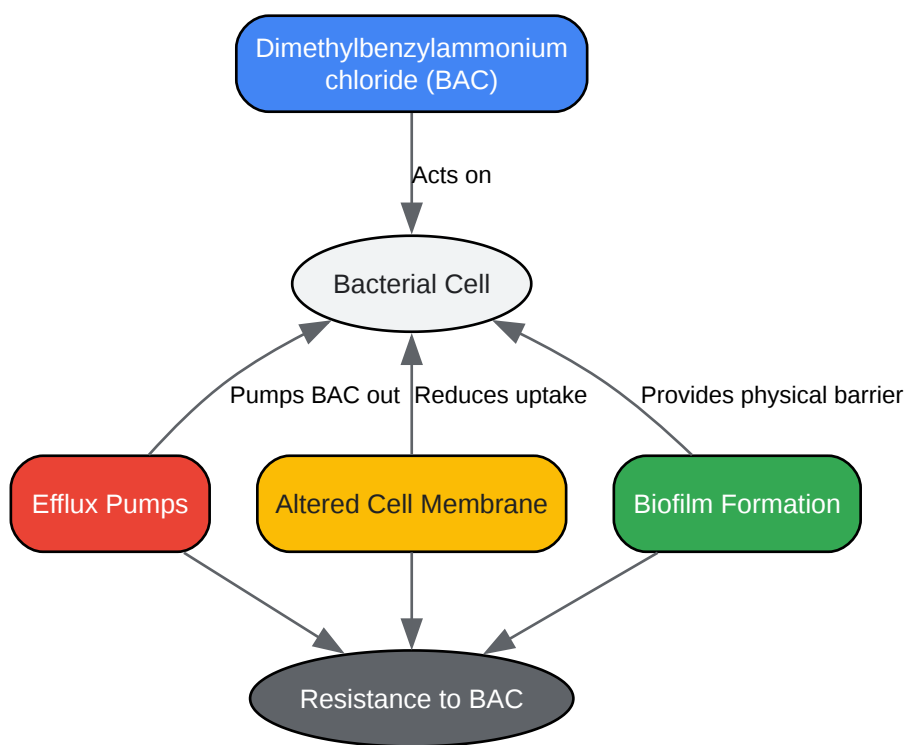 Dimethylbenzylammonium
chloride (BAC)
Acts on
Bacterial Cell
Pumps BAC out
Reduces uptake
Provides physical barrier
Efflux Pumps
Altered Cell Membrane
Biofilm Formation
Resistance to BAC